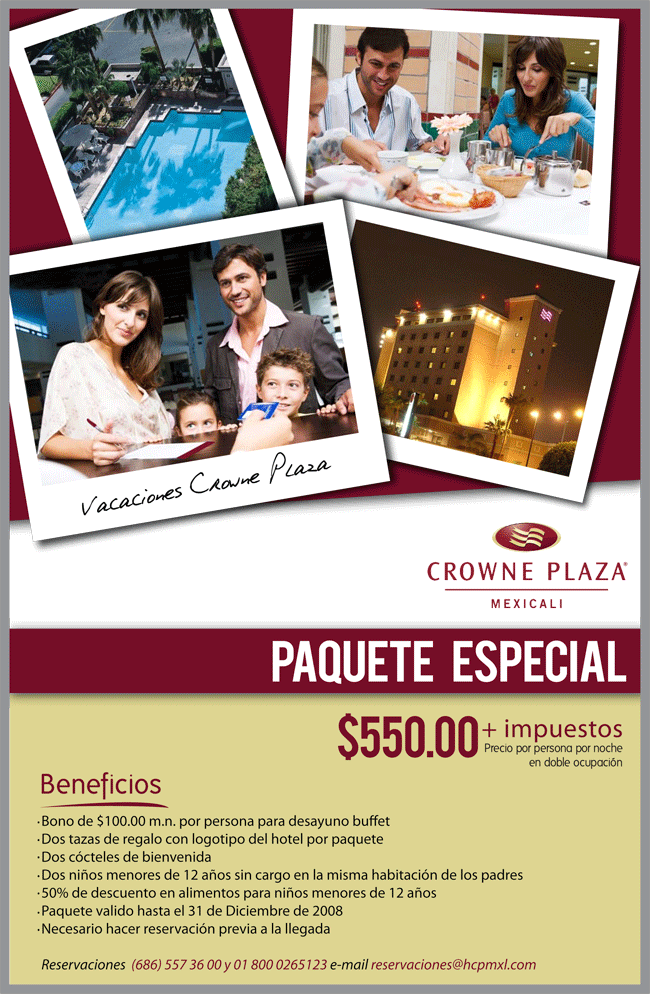 Vacaciones Crowne Plaza
CROWNE PLAZA®
MEXICALI
PAQUETE ESPECIAL
$550.00 + impuestos
Precio por persona por noche
en doble ocupación
Beneficios
·Bono de $100.00 m.n. por persona para desayuno buffet
·Dos tazas de regalo con logotipo del hotel por paquete
·Dos cócteles de bienvenida
·Dos niños menores de 12 años sin cargo en la misma habitación de los padres
·50% de descuento en alimentos para niños menores de 12 años
·Paquete valido hasta el 31 de Diciembre de 2008
·Necesario hacer reservación previa a la llegada
Reservaciones (686) 557 36 00 y 01 800 0265123 e-mail reservaciones@hcpmxl.com